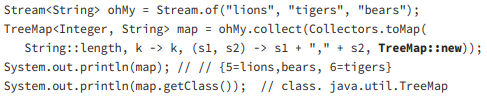 Stream<String> ohMy = Stream.of("lions", "tigers", "bears");
TreeMap<Integer, String> map = ohMy.collect(Collectors.toMap(
String::length, k -> k, (s1, s2) -> s1 + "," + s2, TreeMap::new));
System.out.println(map); // // {5=lions,bears, 6=tigers}
System.out.println(map.getClass()); // class. java.util.TreeMap